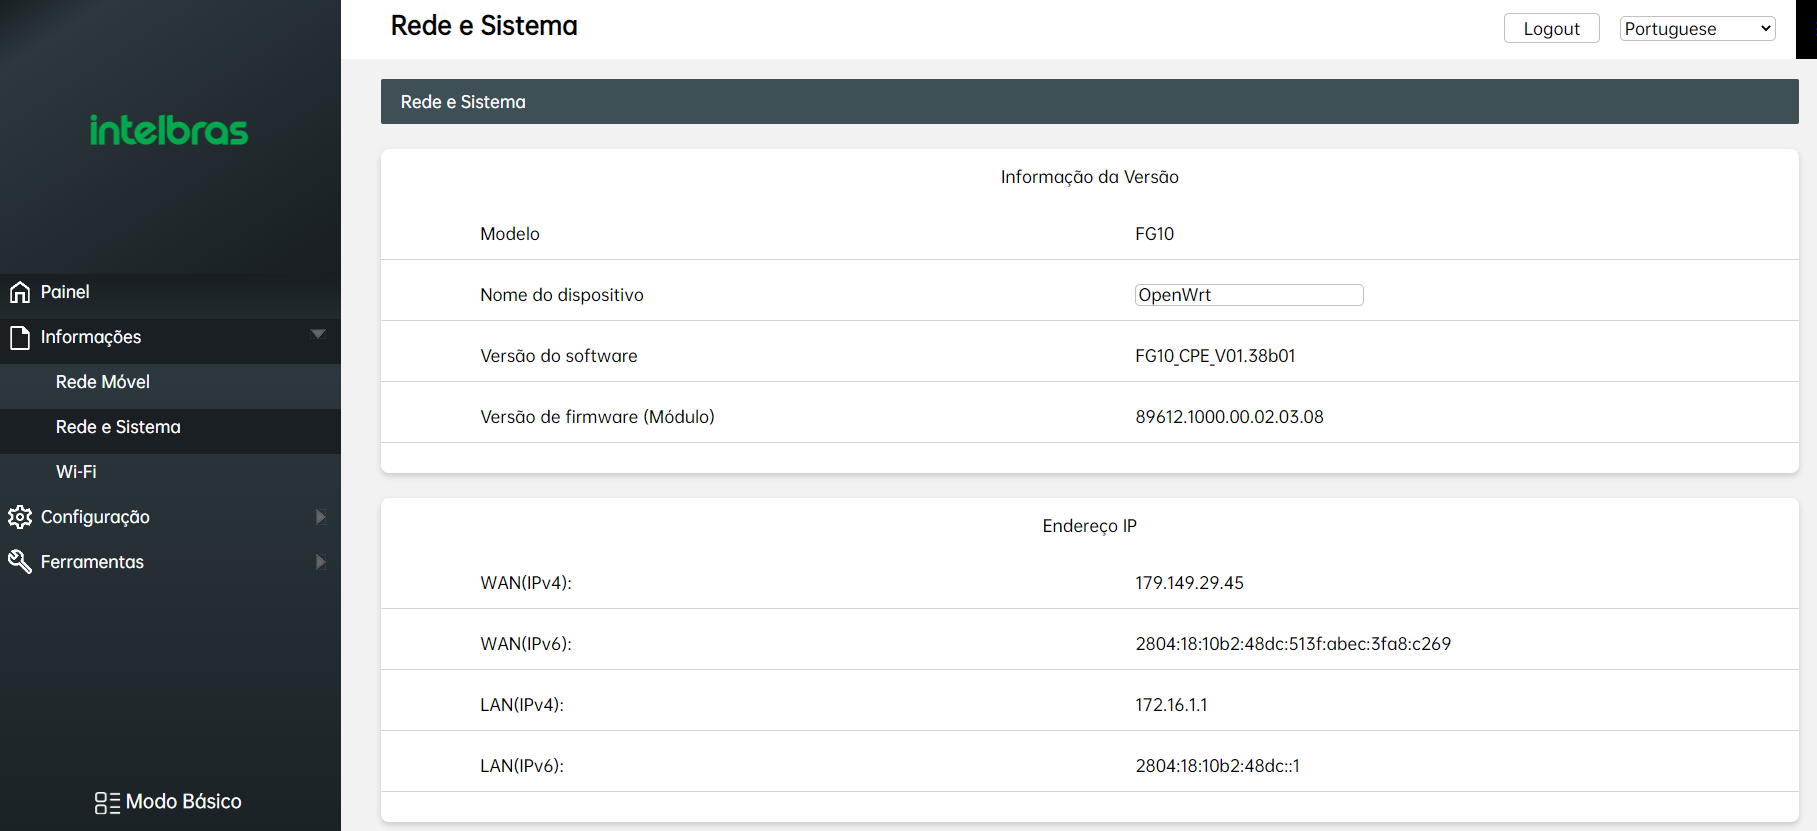 intelbras
Painel
Informações
Rede Móvel
Rede e Sistema
Wi-Fi
Configuração
Ferramentas
Modo Básico
Rede e Sistema
Logout
Portuguese
Rede e Sistema
Informação da Versão
Modelo FG10
Nome do dispositivo OpenWrt
Versão do software FG10_CPE_V01.38b01
Versão de firmware (Módulo) 89612.1000.00.02.03.08
Endereço IP
WAN(IPv4): 179.149.29.45
WAN(IPv6): 2804:18:10b2:48dc:513f:abec:3fa8:c269
LAN(IPv4): 172.16.1.1
LAN(IPv6): 2804:18:10b2:48dc::1